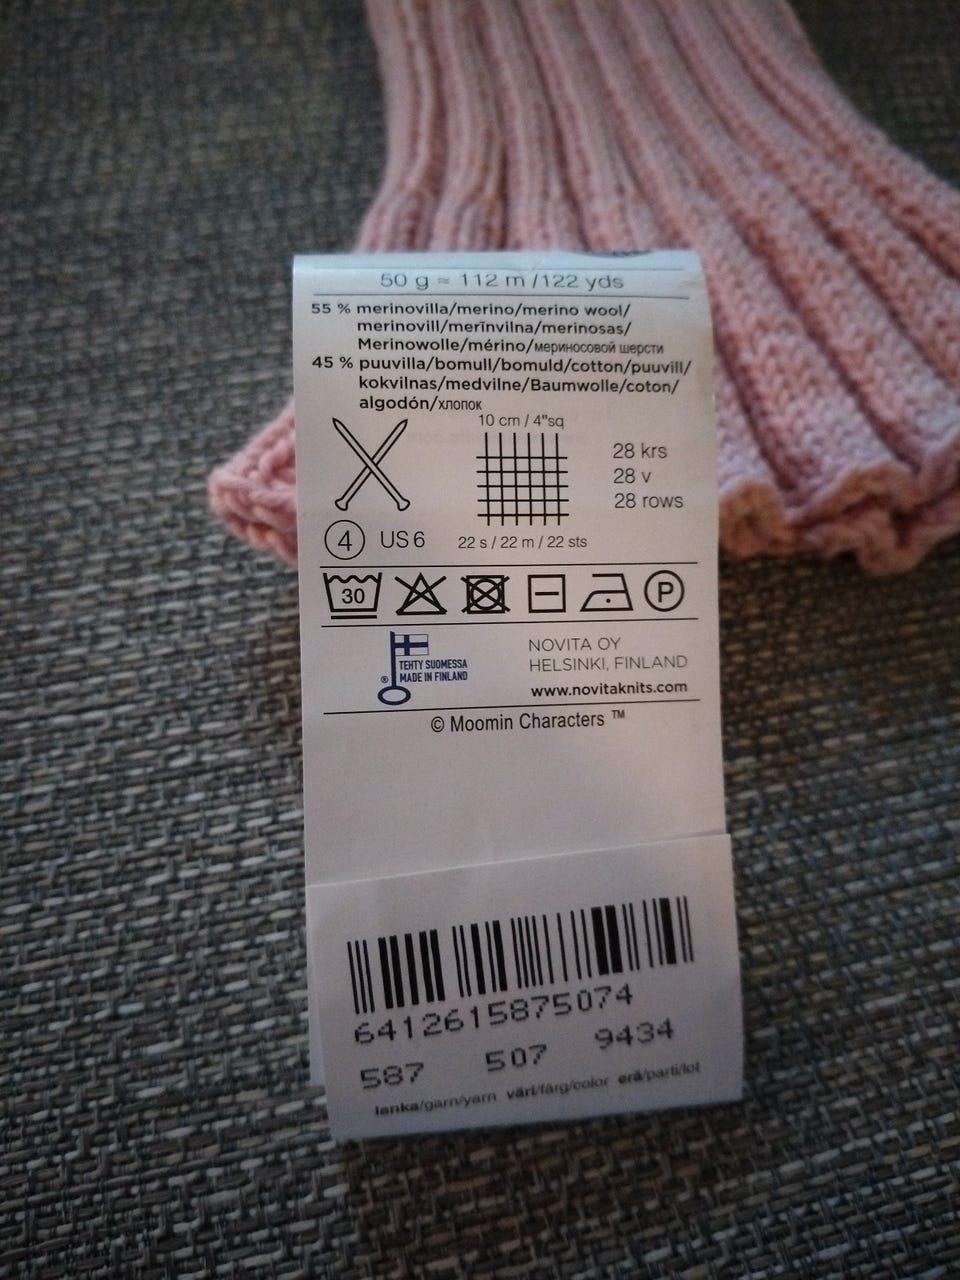 50 g ≈ 112 m /122 yds
55 % merinovilla/merino/merino wool/
merinovill/merīnvilna/merinosas/
Merinowolle/mérino/мериносовой шерсти
45 % puuvilla/bomull/bomuld/cotton/puuvill/
kokvilnas/medvilne/Baumwolle/coton/
algodón/хлопок
10 cm / 4"sq
28 krs
28 v
28 rows
4 US 6 22 s / 22 m / 22 sts
30 P
® TEHTY SUOMESSA
MADE IN FINLAND
NOVITA OY
HELSINKI, FINLAND
www.novitaknits.com
© Moomin Characters ™
6412615875074
587 507 9434
lanka/garn/yarn väri/färg/color erä/parti/lot